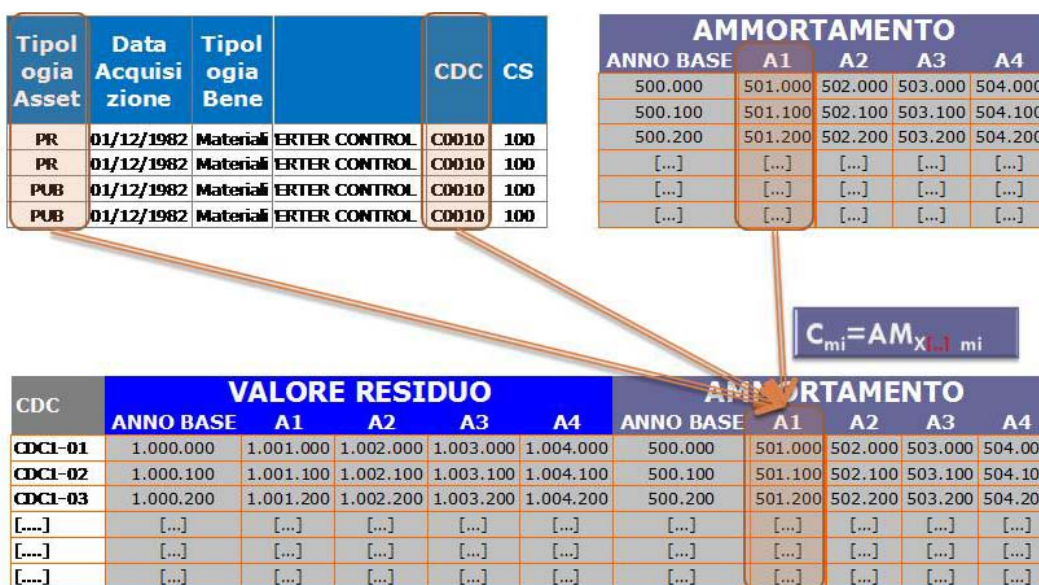 Tipol ogia Asset Data Acquisi zione Tipol ogia Bene CDC CS
PR 01/12/1982 Materiali ERTER CONTROL C0010 100
PR 01/12/1982 Materiali ERTER CONTROL C0010 100
PUB 01/12/1982 Materiali ERTER CONTROL C0010 100
PUB 01/12/1982 Materiali ERTER CONTROL C0010 100
AMMORTAMENTO
ANNO BASE A1 A2 A3 A4
500.000 501.000 502.000 503.000 504.000
500.100 501.100 502.100 503.100 504.100
500.200 501.200 502.200 503.200 504.200
[...] [...] [...] [...] [...]
[...] [...] [...] [...] [...]
[...] [...] [...] [...] [...]
Cmi=AMX[..] mi
CDC VALORE RESIDUO AMMORTAMENTO
ANNO BASE A1 A2 A3 A4 ANNO BASE A1 A2 A3 A4
CDC1-01 1.000.000 1.001.000 1.002.000 1.003.000 1.004.000 500.000 501.000 502.000 503.000 504.00
CDC1-02 1.000.100 1.001.100 1.002.100 1.003.100 1.004.100 500.100 501.100 502.100 503.100 504.10
CDC1-03 1.000.200 1.001.200 1.002.200 1.003.200 1.004.200 500.200 501.200 502.200 503.200 504.20
[....] [...] [...] [...] [...] [...] [...] [...] [...] [...] [...]
[....] [...] [...] [...] [...] [...] [...] [...] [...] [...] [...]
[....] [...] [...] [...] [...] [...] [...] [...] [...] [...] [...]